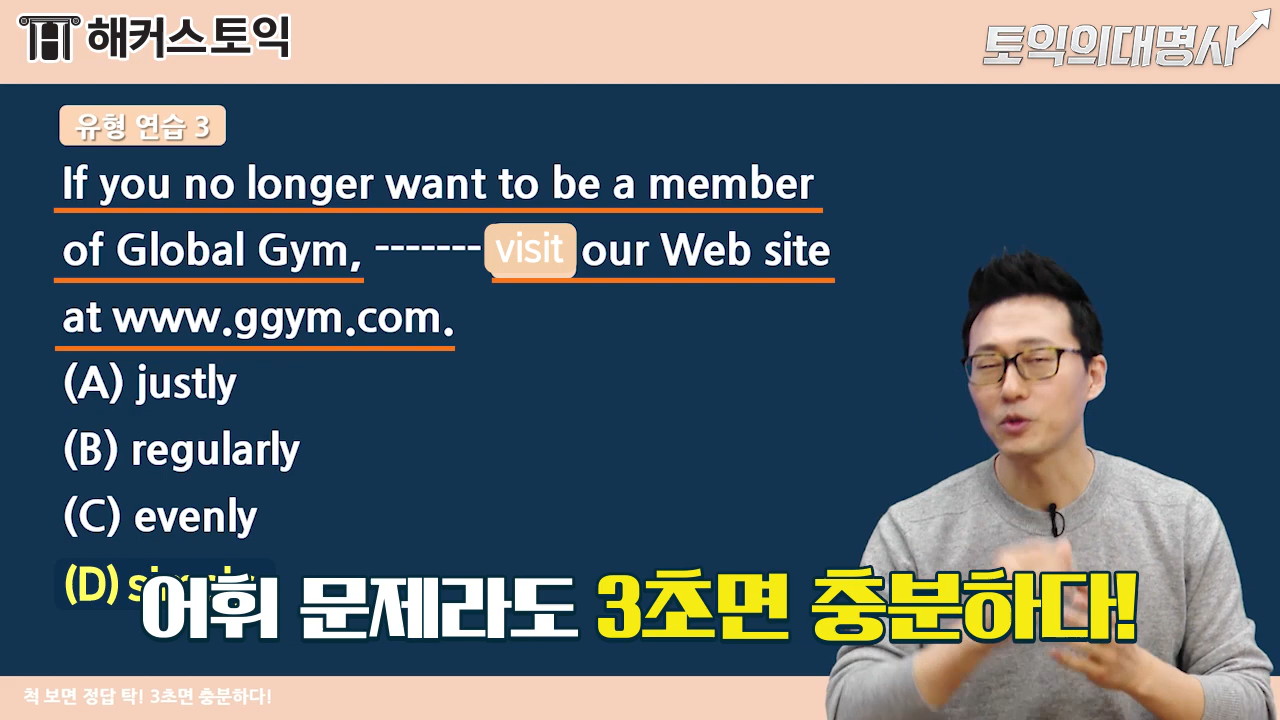 해커스토익
토익의대명사
유형 연습 3
If you no longer want to be a member
of Global Gym, ------- visit our Web site
at www.ggym.com.
(A) justly
(B) regularly
(C) evenly
(D)
어휘 문제라도 3초면 충분하다!
척 보면 정답 탁! 3초면 충분하다!